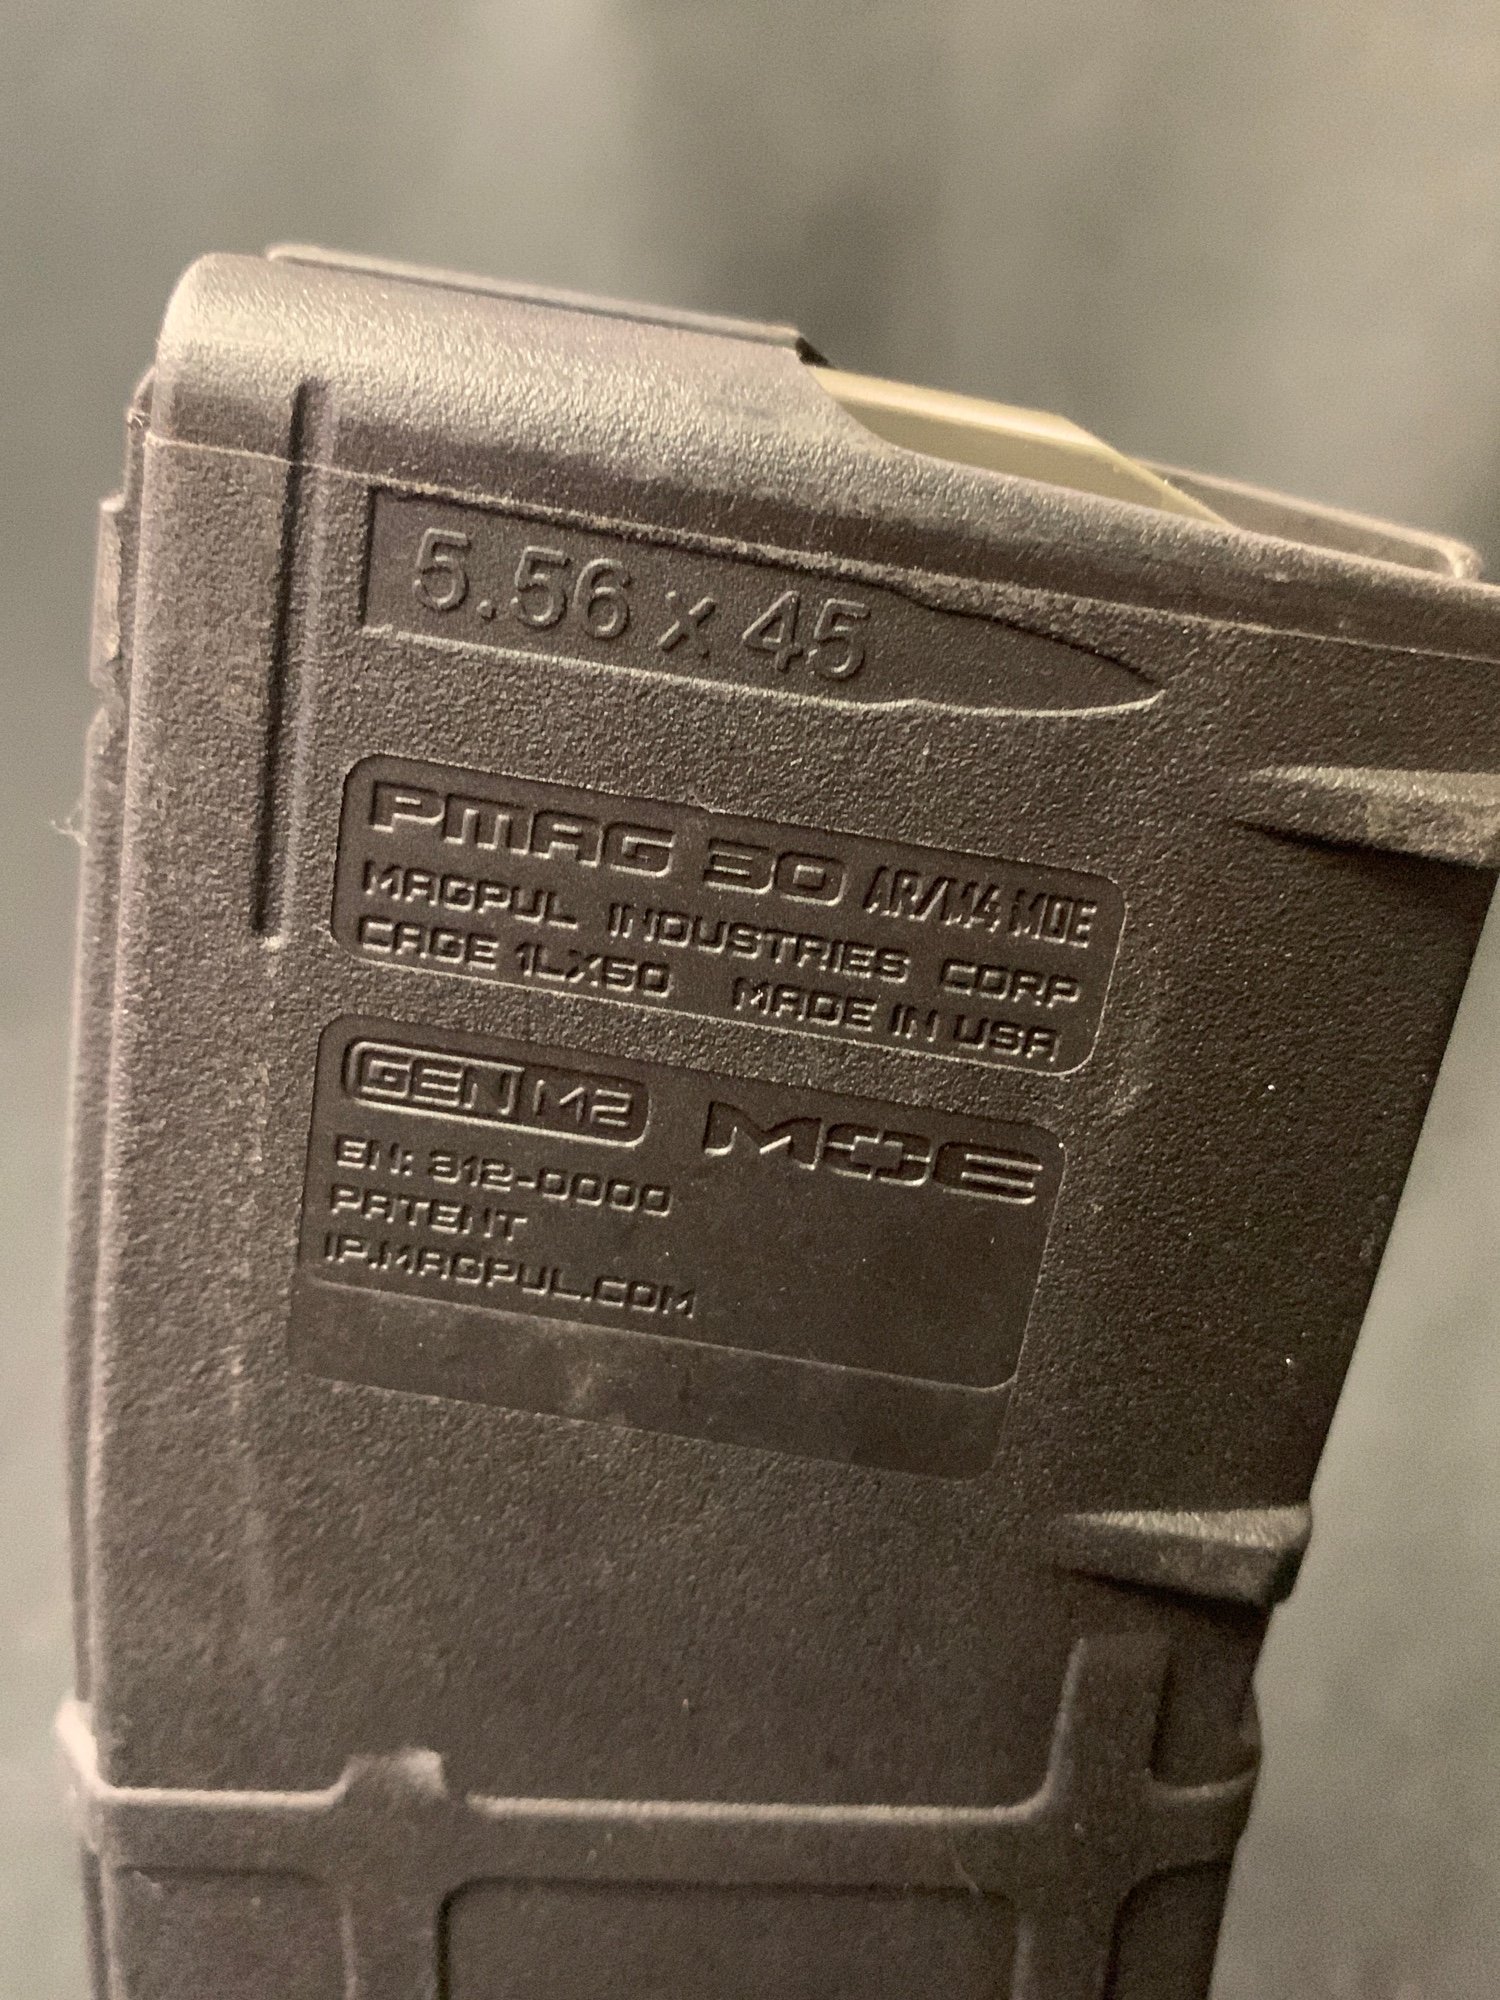 5.56 x 45
PMAG 30 AR/M4 MOE
MAGPUL INDUSTRIES CORP
CAGE 1LX50 MADE IN USA
GEN M2 MOE
EN: 312-0000
PATENT
IP.MAGPUL.COM